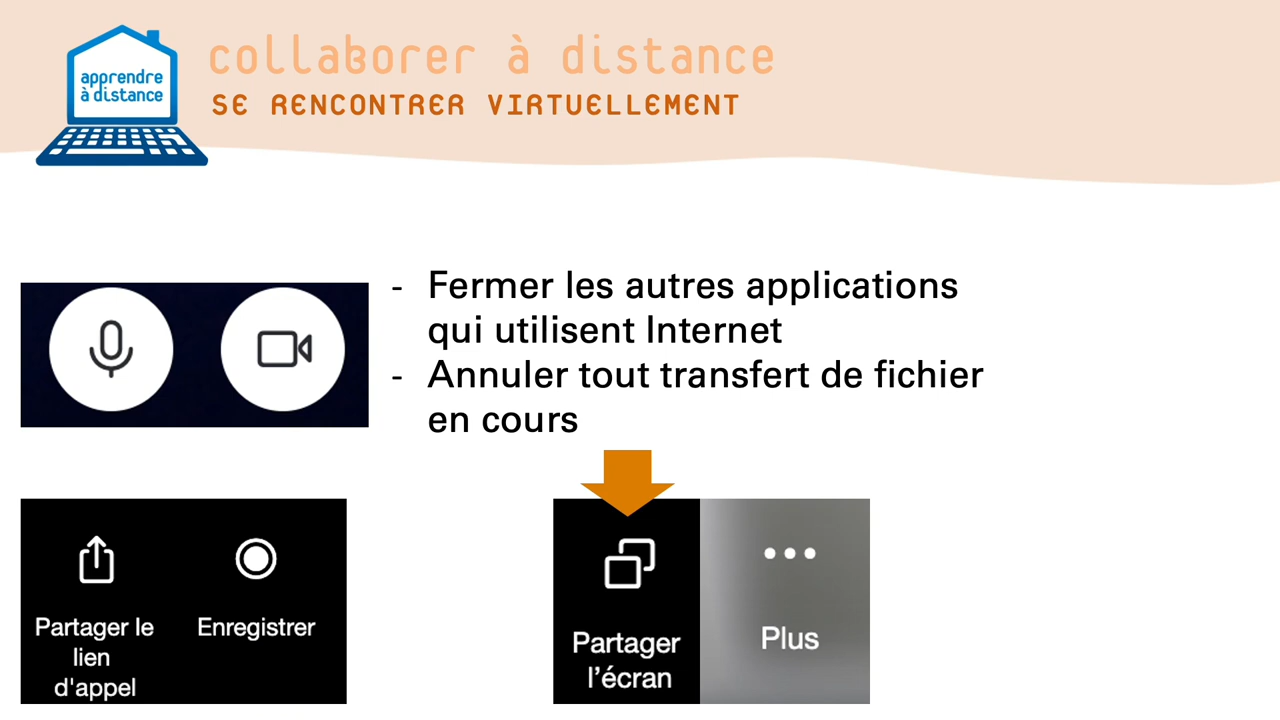 apprendre
à distance
collaborer à distance
SE RENCONTRER VIRTUELLEMENT
- Fermer les autres applications
qui utilisent Internet
- Annuler tout transfert de fichier
en cours
Partager le
lien
d'appel
Enregistrer
Partager
l’écran
Plus